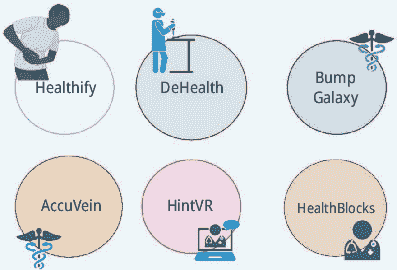 Healthify
DeHealth
Bump
Galaxy
AccuVein
HintVR
HealthBlocks